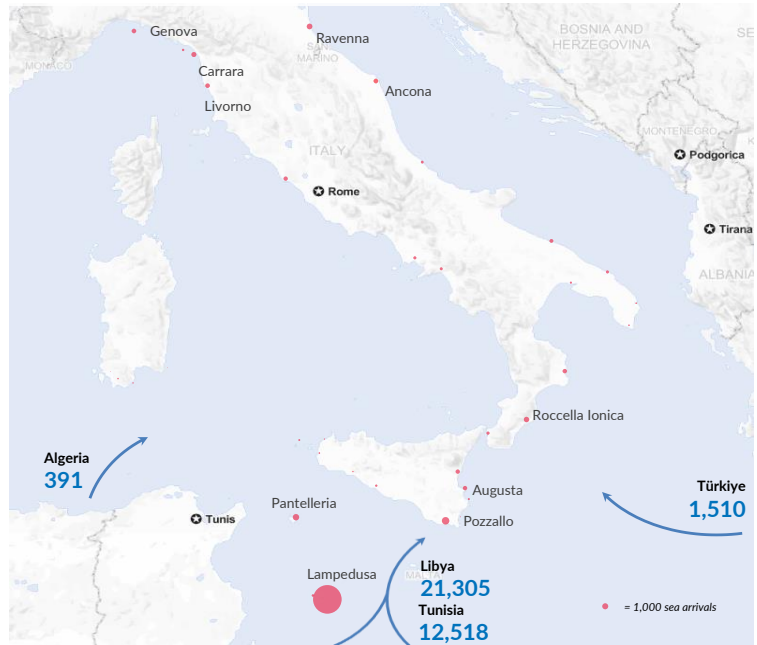 Genova
Ravenna
BOSNIA AND
HERZEGOVINA
SE
SAN
MARINO
MONACO
Carrara
Ancona
Livorno
MONTENEGRO
K
ITALY
Podgorica
Rome
Tirana
ALBANIA
Roccella Ionica
Algeria
391
Türkiye
1,510
Augusta
Pantelleria
Tunis
Pozzallo
Libya
21,305
Lampedusa
MALTA
Tunisia
12,518
= 1,000 sea arrivals